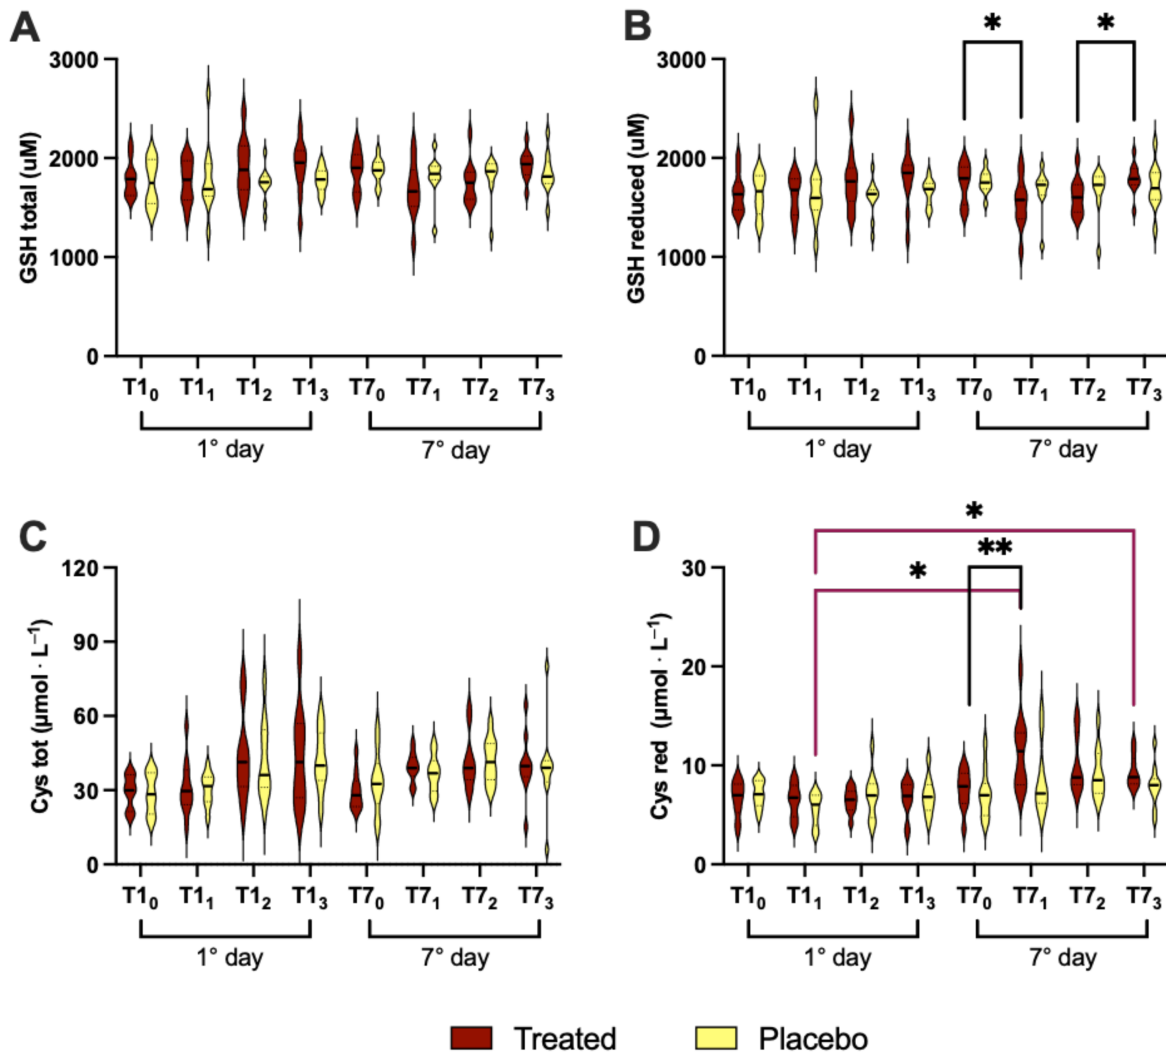 A
B
* *
3000
2000
1000
0
GSH total (uM)
T1₀ T1₁ T1₂ T1₃ T7₀ T7₁ T7₂ T7₃
1° day 7° day
3000
2000
1000
0
GSH reduced (uM)
T1₀ T1₁ T1₂ T1₃ T7₀ T7₁ T7₂ T7₃
1° day 7° day
C
120
90
60
30
0
Cys tot (µmol · L⁻¹)
T1₀ T1₁ T1₂ T1₃ T7₀ T7₁ T7₂ T7₃
1° day 7° day
D
*
**
*
30
20
10
0
Cys red (µmol · L⁻¹)
T1₀ T1₁ T1₂ T1₃ T7₀ T7₁ T7₂ T7₃
1° day 7° day
Treated Placebo